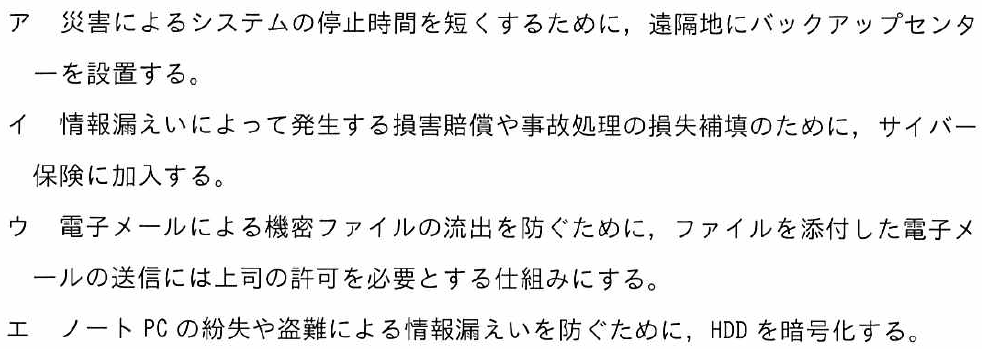 ア　災害によるシステムの停止時間を短くするために，遠隔地にバックアップセンタ
ーを設置する。
イ　情報漏えいによって発生する損害賠償や事故処理の損失補填のために，サイバー
保険に加入する。
ウ　電子メールによる機密ファイルの流出を防ぐために，ファイルを添付した電子メ
ールの送信には上司の許可を必要とする仕組みにする。
エ　ノート PC の紛失や盗難による情報漏えいを防ぐために，HDD を暗号化する。